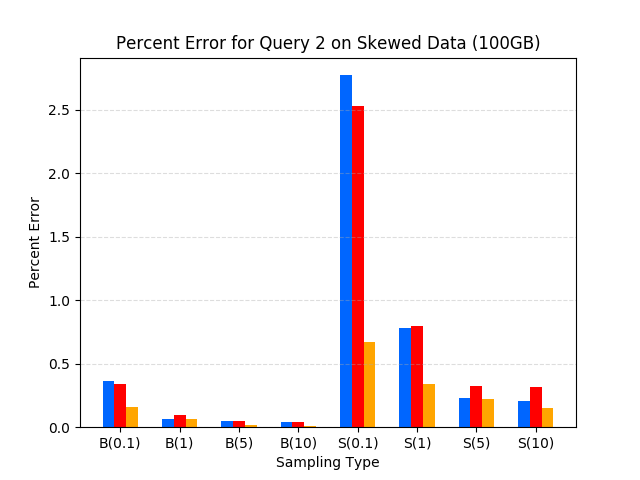 Percent Error for Query 2 on Skewed Data (100GB)
2.5
2.0
1.5
1.0
0.5
0.0
Percent Error
B(0.1) B(1) B(5) B(10) S(0.1) S(1) S(5) S(10)
Sampling Type